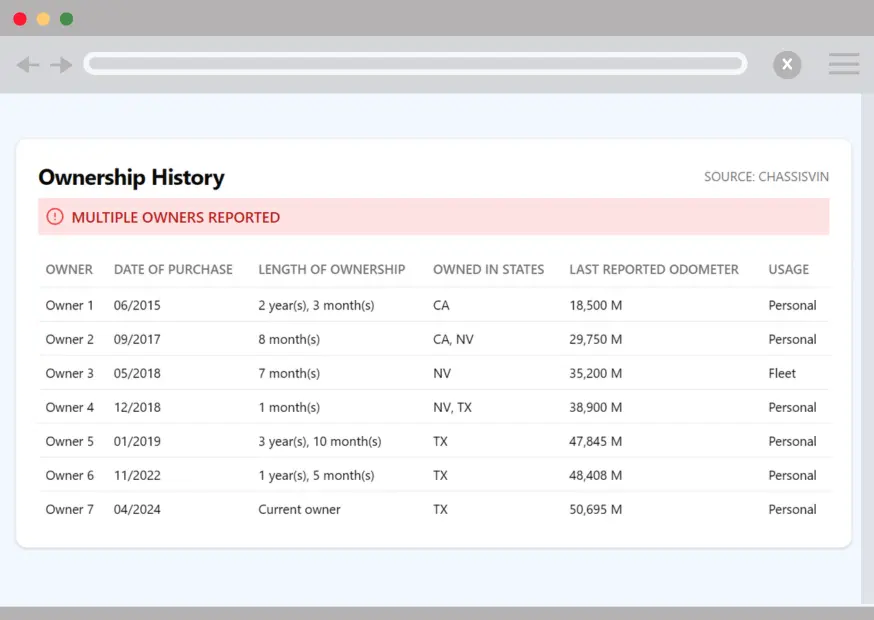 Ownership History
SOURCE: CHASSISVIN
MULTIPLE OWNERS REPORTED
OWNER DATE OF PURCHASE LENGTH OF OWNERSHIP OWNED IN STATES LAST REPORTED ODOMETER USAGE
Owner 1 06/2015 2 year(s), 3 month(s) CA 18,500 M Personal
Owner 2 09/2017 8 month(s) CA, NV 29,750 M Personal
Owner 3 05/2018 7 month(s) NV 35,200 M Fleet
Owner 4 12/2018 1 month(s) NV, TX 38,900 M Personal
Owner 5 01/2019 3 year(s), 10 month(s) TX 47,845 M Personal
Owner 6 11/2022 1 year(s), 5 month(s) TX 48,408 M Personal
Owner 7 04/2024 Current owner TX 50,695 M Personal